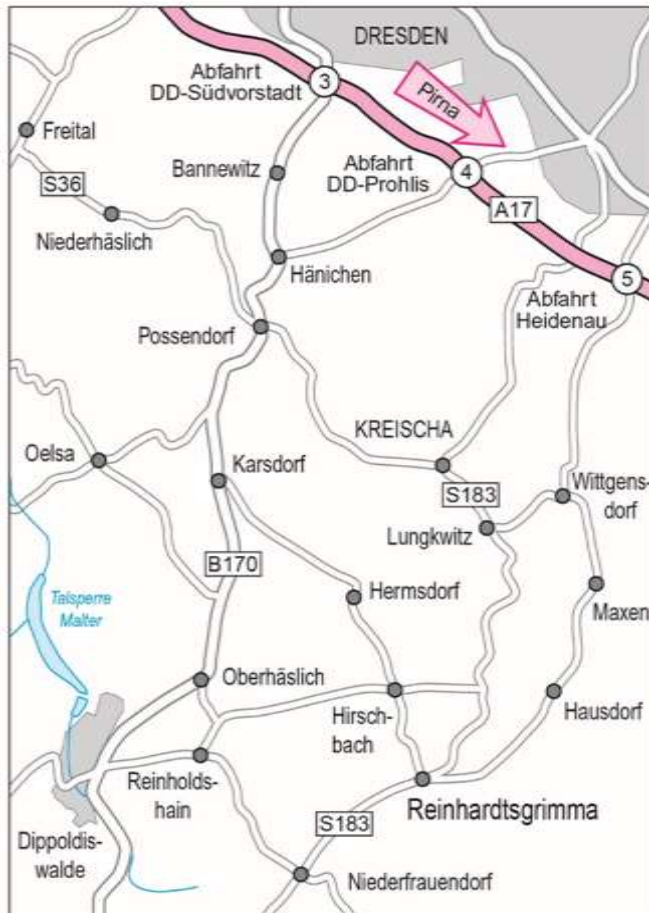 DRESDEN
Abfahrt
DD-Südvorstadt
3
Pirna
Freital
S36
Bannewitz
Abfahrt
DD-Prohlis
4
A17
Niederhäslich
Hänichen
5
Abfahrt
Heidenau
Possendorf
KREISCHA
Oelsa
Karsdorf
S183
Wittgens-
dorf
Lungkwitz
B170
Talsperre
Malter
Hermsdorf
Maxen
Oberhäslich
Hirsch-
bach
Hausdorf
Reinholds-
hain
Reinhardtsgrimma
S183
Dippoldis-
walde
Niederfrauendorf